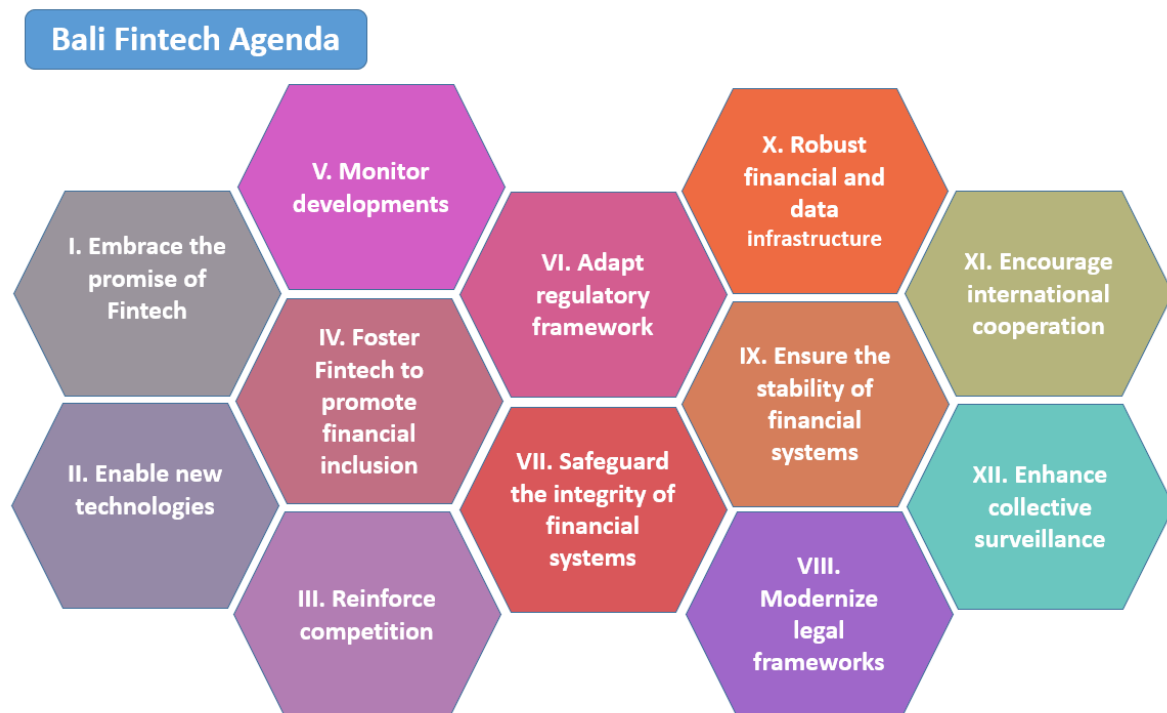 Bali Fintech Agenda
I. Embrace the
promise of
Fintech
II. Enable new
technologies
III. Reinforce
competition
IV. Foster
Fintech to
promote
financial
inclusion
V. Monitor
developments
VI. Adapt
regulatory
framework
VII. Safeguard
the integrity of
financial
systems
VIII.
Modernize
legal
frameworks
IX. Ensure the
stability of
financial
systems
X. Robust
financial and
data
infrastructure
XI. Encourage
international
cooperation
XII. Enhance
collective
surveillance